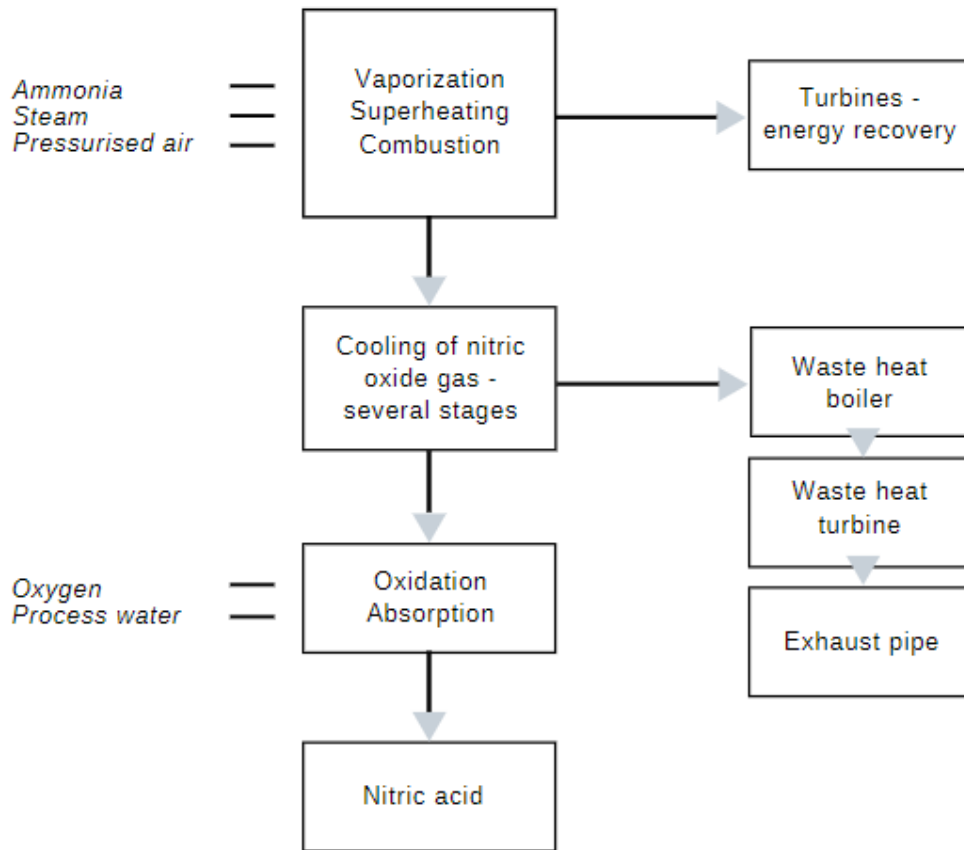 Ammonia
Steam
Pressurised air
Vaporization
Superheating
Combustion
Turbines -
energy recovery
Cooling of nitric
oxide gas -
several stages
Waste heat
boiler
Waste heat
turbine
Oxygen
Process water
Oxidation
Absorption
Exhaust pipe
Nitric acid